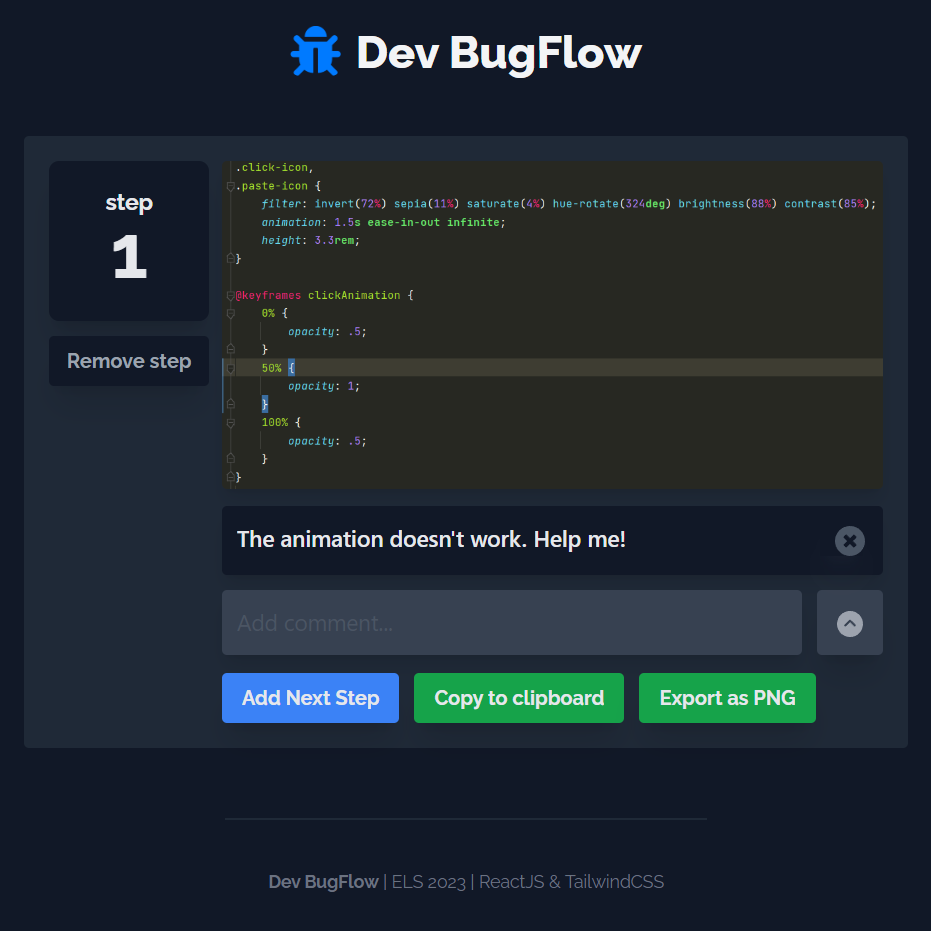 Dev BugFlow
step
1
Remove step
.click-icon,
.paste-icon {
filter: invert(72%) sepia(11%) saturate(4%) hue-rotate(324deg) brightness(88%) contrast(85%);
animation: 1.5s ease-in-out infinite;
height: 3.3rem;
}
@keyframes clickAnimation {
0% {
opacity: .5;
}
50% {
opacity: 1;
}
100% {
opacity: .5;
}
}
The animation doesn't work. Help me!
Add comment...
Add Next Step
Copy to clipboard
Export as PNG
Dev BugFlow | ELS 2023 | ReactJS & TailwindCSS